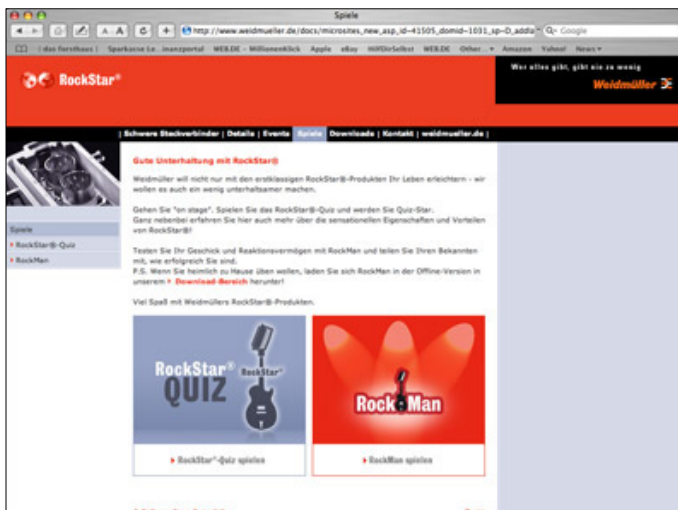 Spiele
A A
http://www.weidmueller.de/docs/microsites_new_asp_id=41505_domid=1031_sp=D_addla
Google
das Forsthaus Sparkasse Le...inanzportal WEB.DE - MillionenKlick Apple eBay HilfDirSelbst WEB.DE Other... Amazon Yahoo! News
RockStar®
Wer alles gibt, gibt nie zu wenig
Weidmüller
| Schwere Steckverbinder | Details | Events | Spiele | Downloads | Kontakt | weidmueller.de |
Spiele
RockStar®-Quiz
RockMan
Gute Unterhaltung mit RockStar®
Weidmüller will nicht nur mit den erstklassigen RockStar®-Produkten Ihr Leben erleichtern - wir
wollen es auch ein wenig unterhaltsamer machen.
Gehen Sie "on stage". Spielen Sie das RockStar®-Quiz und werden Sie Quiz-Star.
Ganz nebenbei erfahren Sie hier auch mehr über die sensationellen Eigenschaften und Vorteilen
von RockStar®!
Testen Sie Ihr Geschick und Reaktionsvermögen mit RockMan und teilen Sie Ihren Bekannten
mit, wie erfolgreich Sie sind.
P.S. Wenn Sie heimlich zu Hause üben wollen, laden Sie sich RockMan in der Offline-Version in
unserem Download-Bereich herunter!
Viel Spaß mit Weidmüllers RockStar®-Produkten.
RockStar®
QUIZ
RockStar®
RockMan
RockStar®-Quiz spielen
RockMan spielen